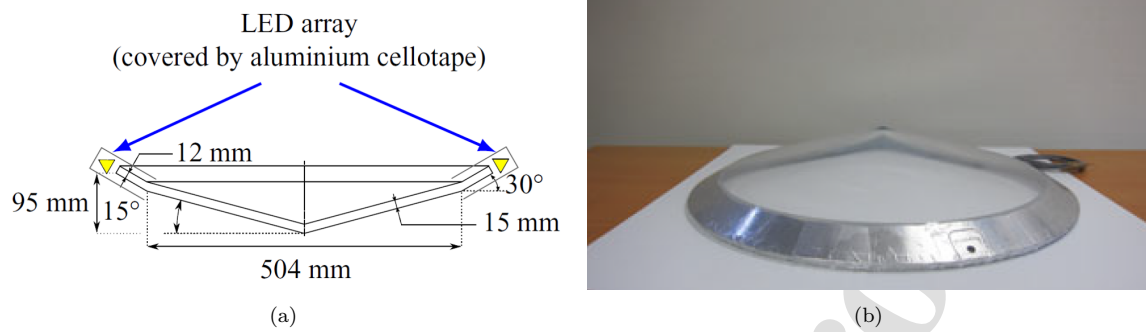 LED array
(covered by aluminium cellotape)
12 mm
30°
95 mm
15°
15 mm
504 mm
(a)
(b)